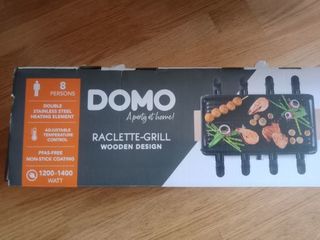 8
PERSONS
DOUBLE
STAINLESS STEEL
HEATING ELEMENT
ADJUSTABLE
TEMPERATURE
CONTROL
PFAS-FREE
NON-STICK COATING
1200-1400
WATT
DOMO
A party at home!
RACLETTE-GRILL
WOODEN DESIGN